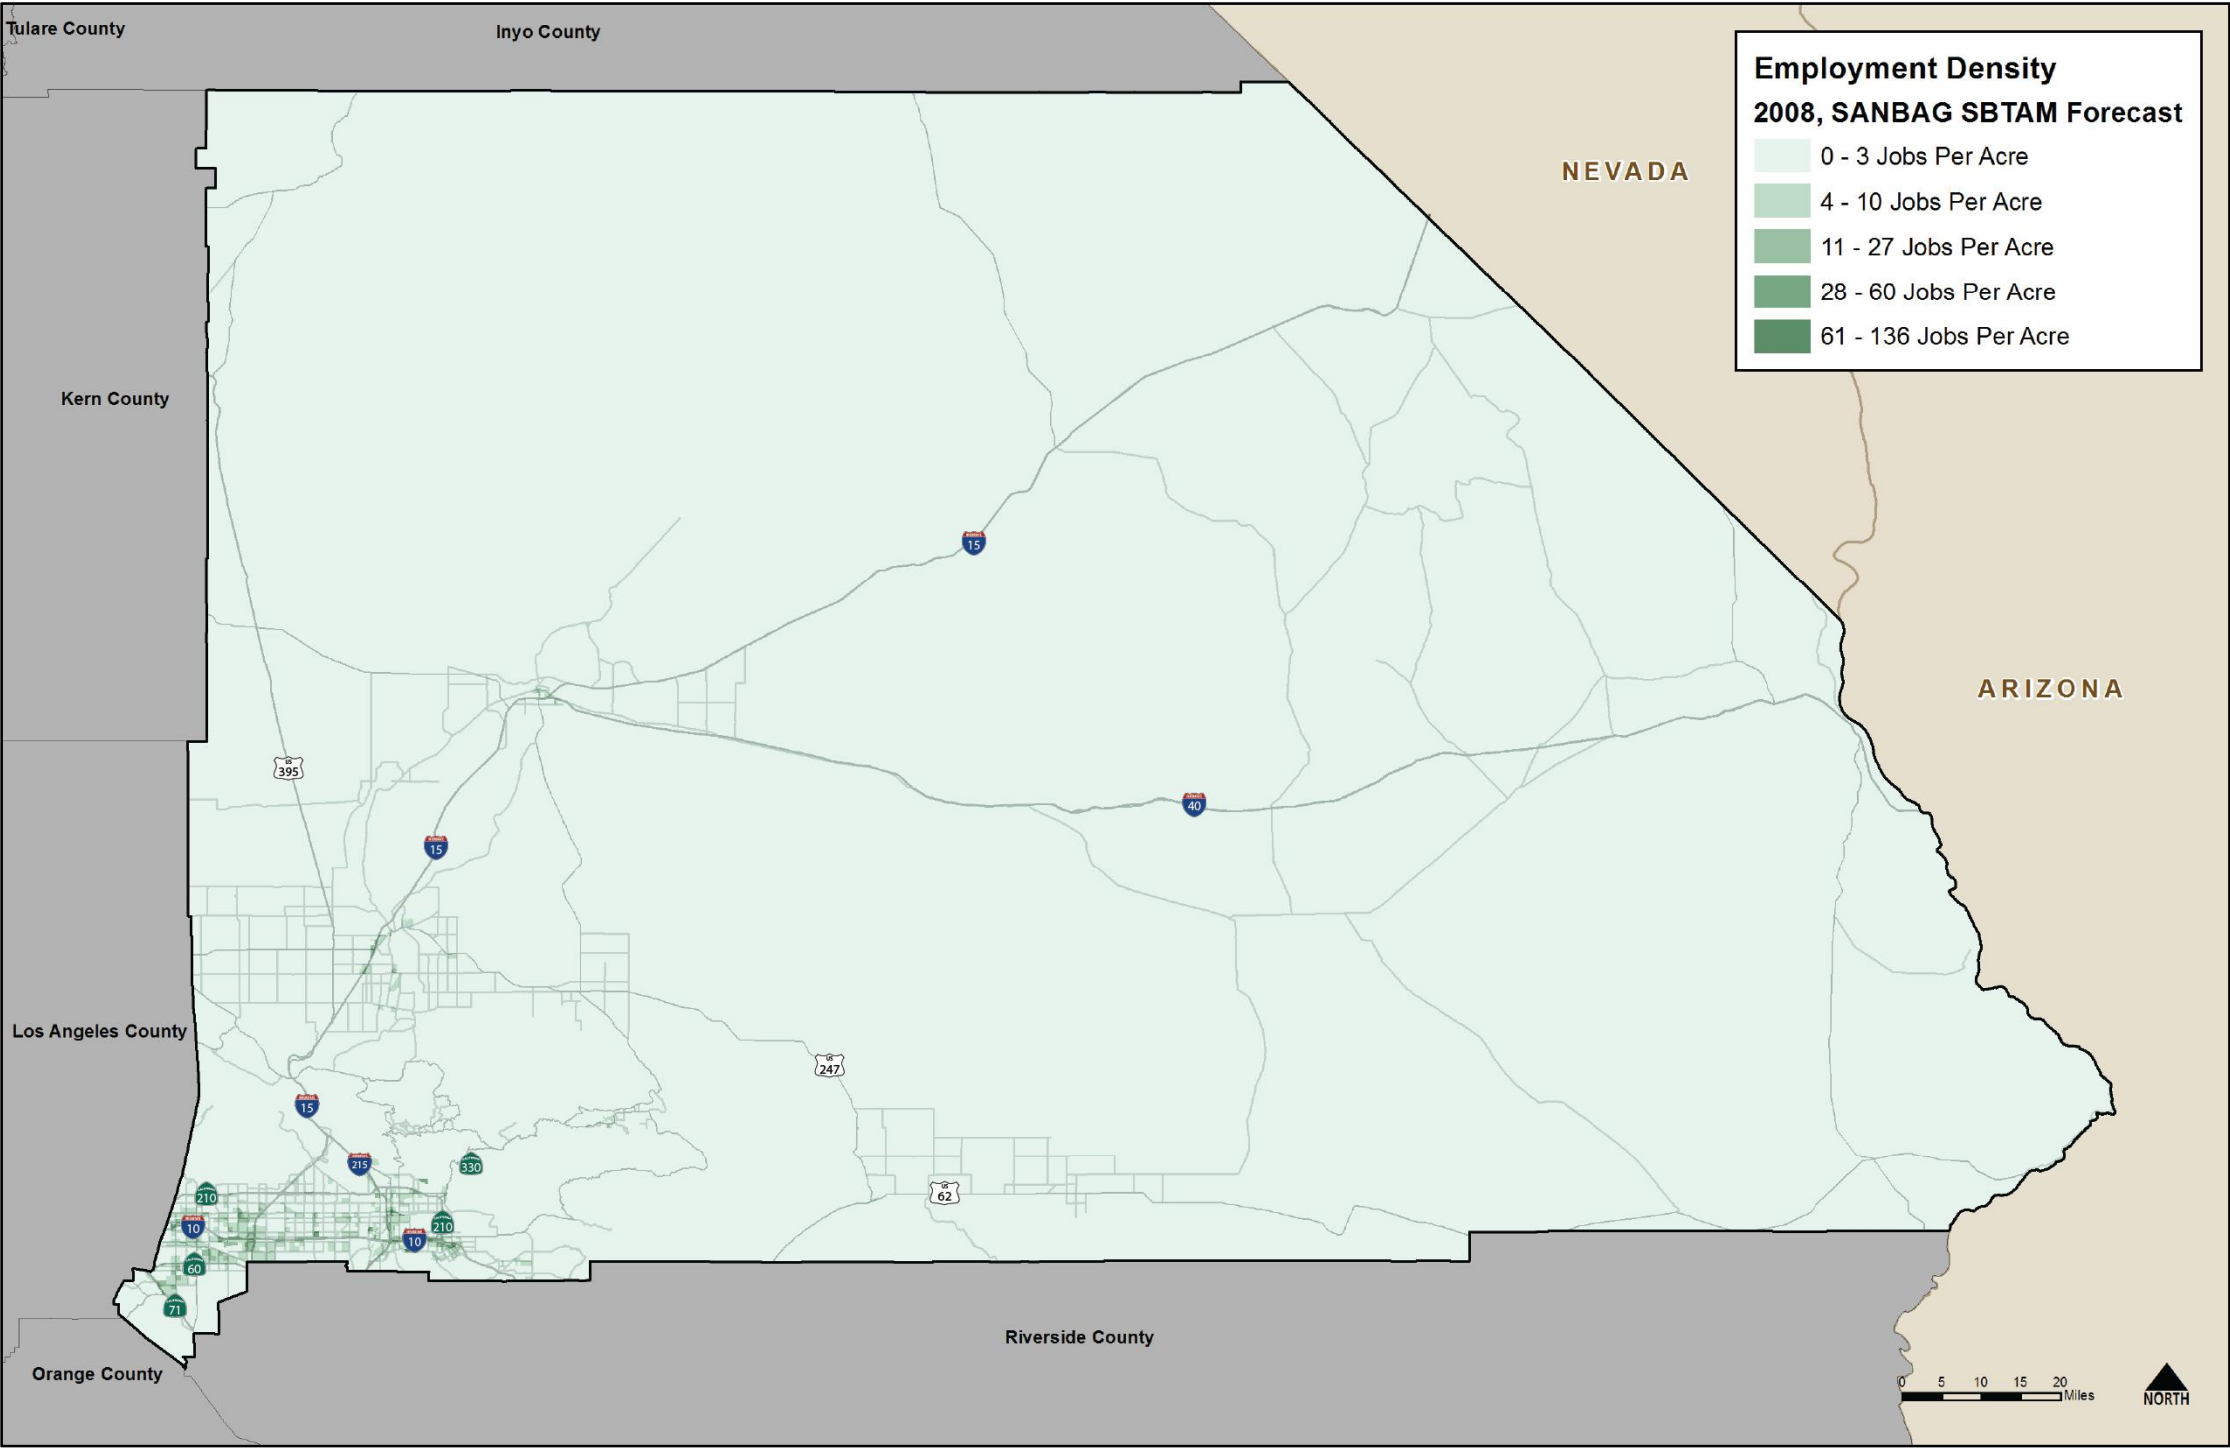 Tulare County
Inyo County
Employment Density
2008, SANBAG SBTAM Forecast
0 - 3 Jobs Per Acre
4 - 10 Jobs Per Acre
11 - 27 Jobs Per Acre
28 - 60 Jobs Per Acre
61 - 136 Jobs Per Acre
NEVADA
Kern County
15
ARIZONA
US
395
40
15
Los Angeles County
US
247
15
215
330
US
62
210
10
210
10
60
71
Riverside County
Orange County
0 5 10 15 20
Miles
NORTH